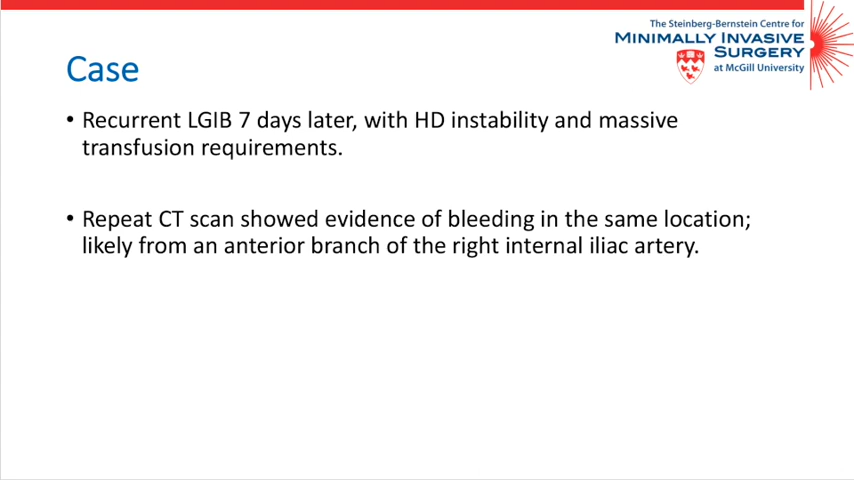 The Steinberg-Bernstein Centre for
MINIMALLY INVASIVE
SURGERY
at McGill University
Case
• Recurrent LGIB 7 days later, with HD instability and massive
transfusion requirements.
• Repeat CT scan showed evidence of bleeding in the same location;
likely from an anterior branch of the right internal iliac artery.